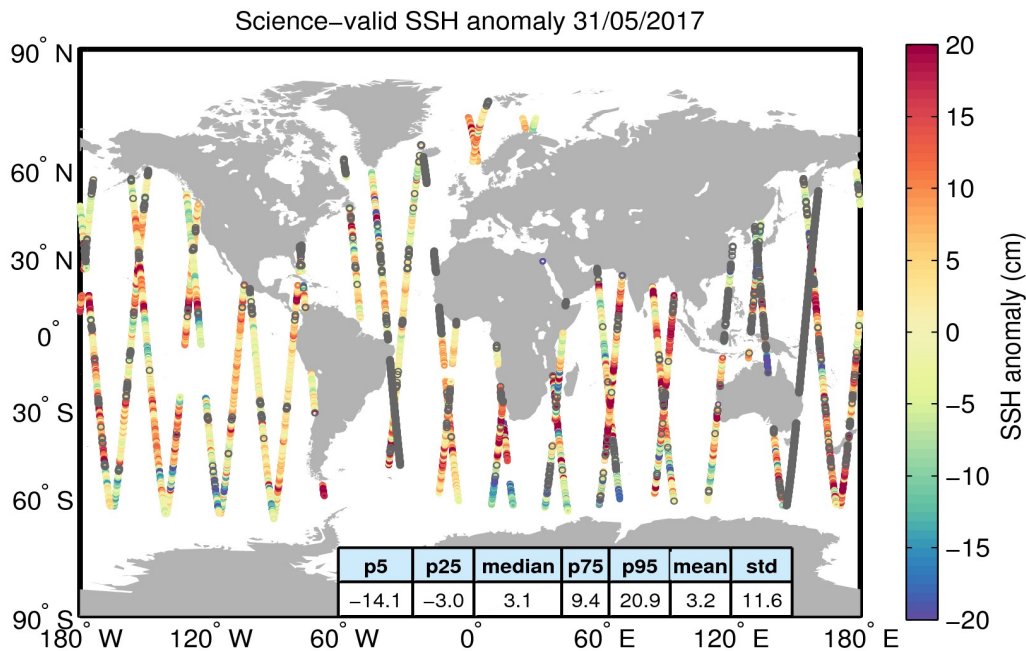 Science−valid SSH anomaly 31/05/2017
90° N
60° N
30° N
0°
30° S
60° S
90° S
180° W
120° W
60° W
0°
60° E
120° E
180° E
p5 p25 median p75 p95 mean std
−14.1 −3.0 3.1 9.4 20.9 3.2 11.6
20
15
10
5
0
−5
−10
−15
−20
SSH anomaly (cm)